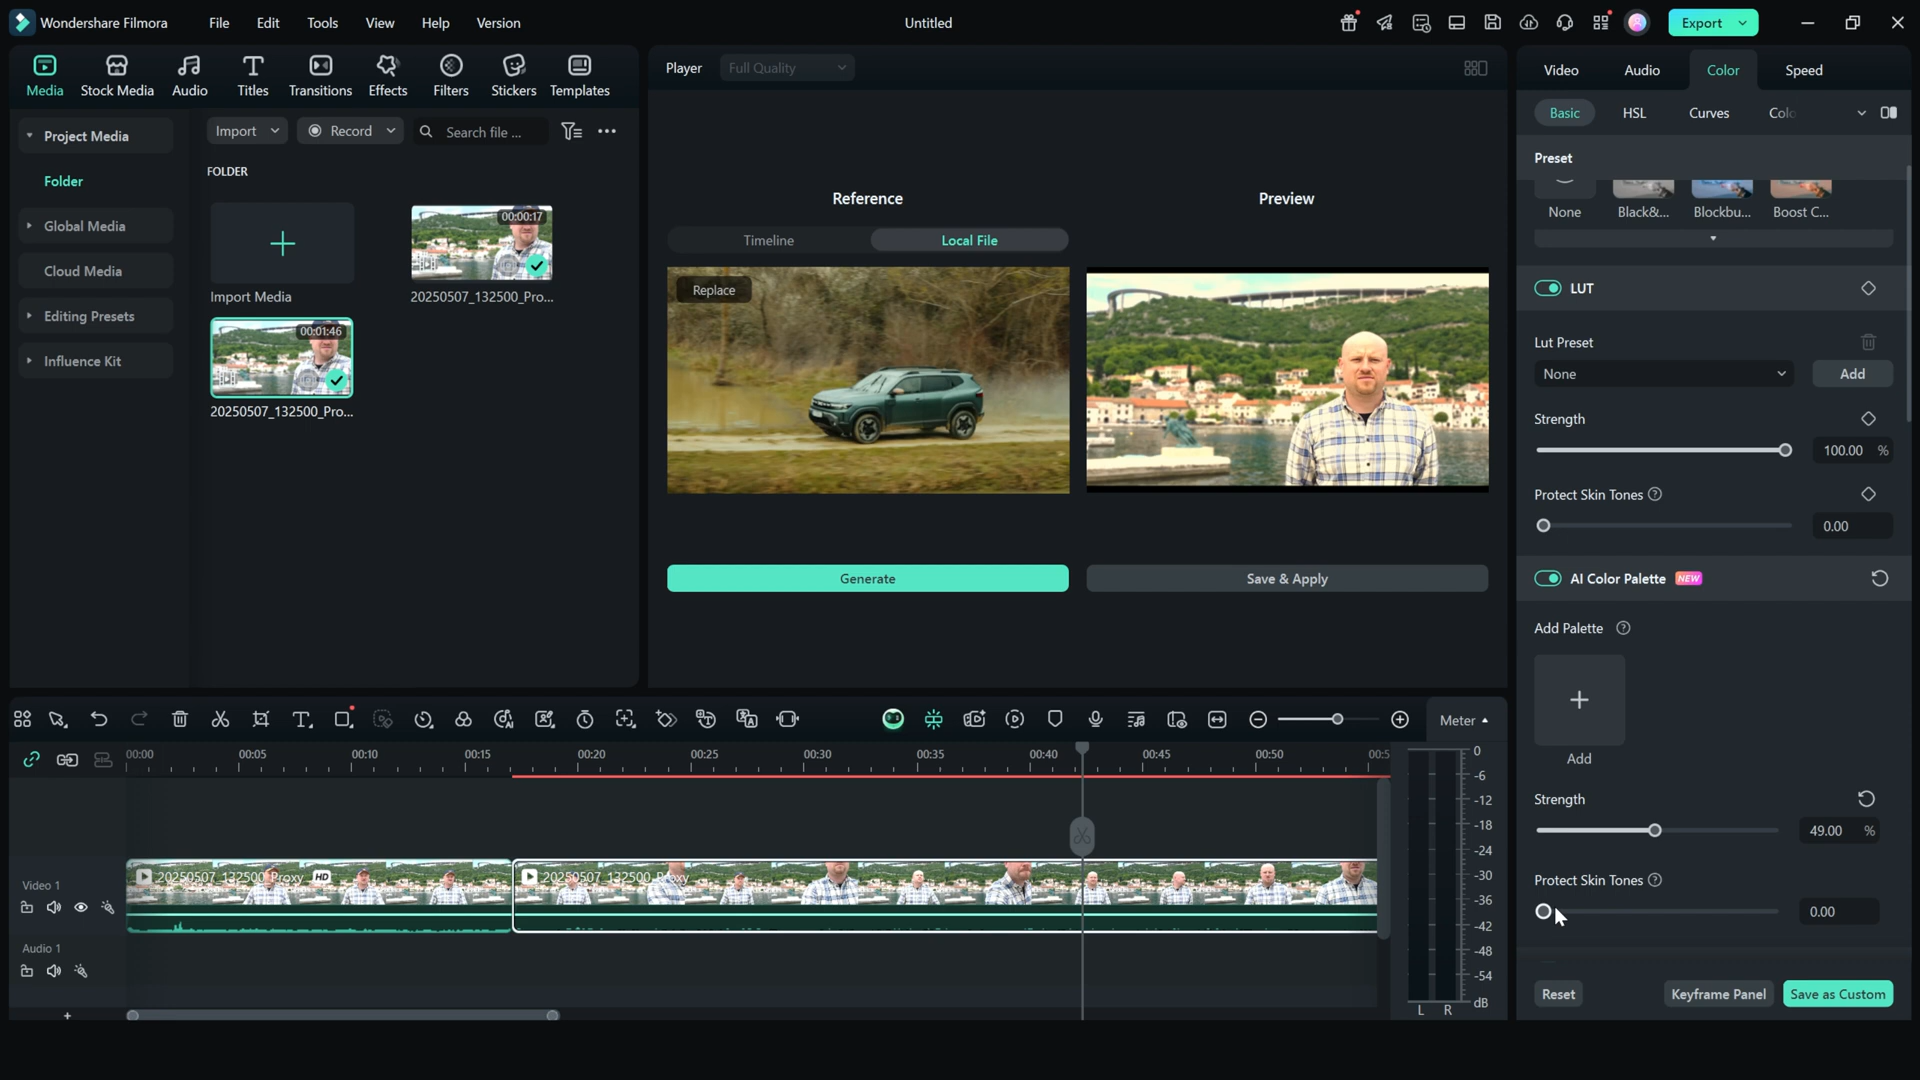 Wondershare Filmora
File
Edit
Tools
View
Help
Version
Untitled
Export
Media
Stock Media
Audio
Titles
Transitions
Effects
Filters
Stickers
Templates
Player
Full Quality
Video
Audio
Color
Speed
Basic
HSL
Curves
Colo
Project Media
Folder
Global Media
Cloud Media
Editing Presets
Influence Kit
Import
Record
Search file ...
FOLDER
Import Media
00:00:17
20250507_132500_Pro...
00:01:46
20250507_132500_Pro...
Reference
Preview
Timeline
Local File
Replace
Generate
Save & Apply
Preset
None
Black&...
Blockbu...
Boost C...
LUT
Lut Preset
None
Add
Strength
100.00 %
Protect Skin Tones
0.00
AI Color Palette NEW
Add Palette
Add
Strength
49.00 %
Protect Skin Tones
0.00
Reset
Keyframe Panel
Save as Custom
Meter
00:00
00:05
00:10
00:15
00:20
00:25
00:30
00:35
00:40
00:45
00:50
00:5
Video 1
20250507_132500_Proxy
HD
20250507_132500_Proxy
Audio 1
0
-6
-12
-18
-24
-30
-36
-42
-48
-54
dB
L R